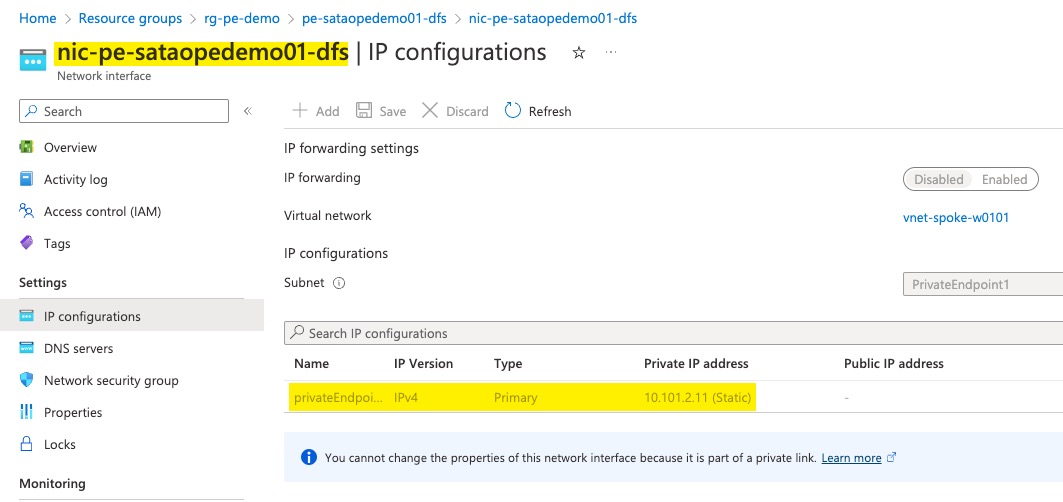 Home > Resource groups > rg-pe-demo > pe-sataopedemo01-dfs > nic-pe-sataopedemo01-dfs
nic-pe-sataopedemo01-dfs | IP configurations ☆ ...
Network interface
Search «
Add Save Discard Refresh
Overview
Activity log
Access control (IAM)
Tags
Settings
IP configurations
DNS servers
Network security group
Properties
Locks
Monitoring
IP forwarding settings
IP forwarding Disabled Enabled
Virtual network vnet-spoke-w0101
IP configurations
Subnet PrivateEndpoint1
Search IP configurations
Name IP Version Type Private IP address Public IP address
privateEndpoi... IPv4 Primary 10.101.2.11 (Static) -
You cannot change the properties of this network interface because it is part of a private link. Learn more